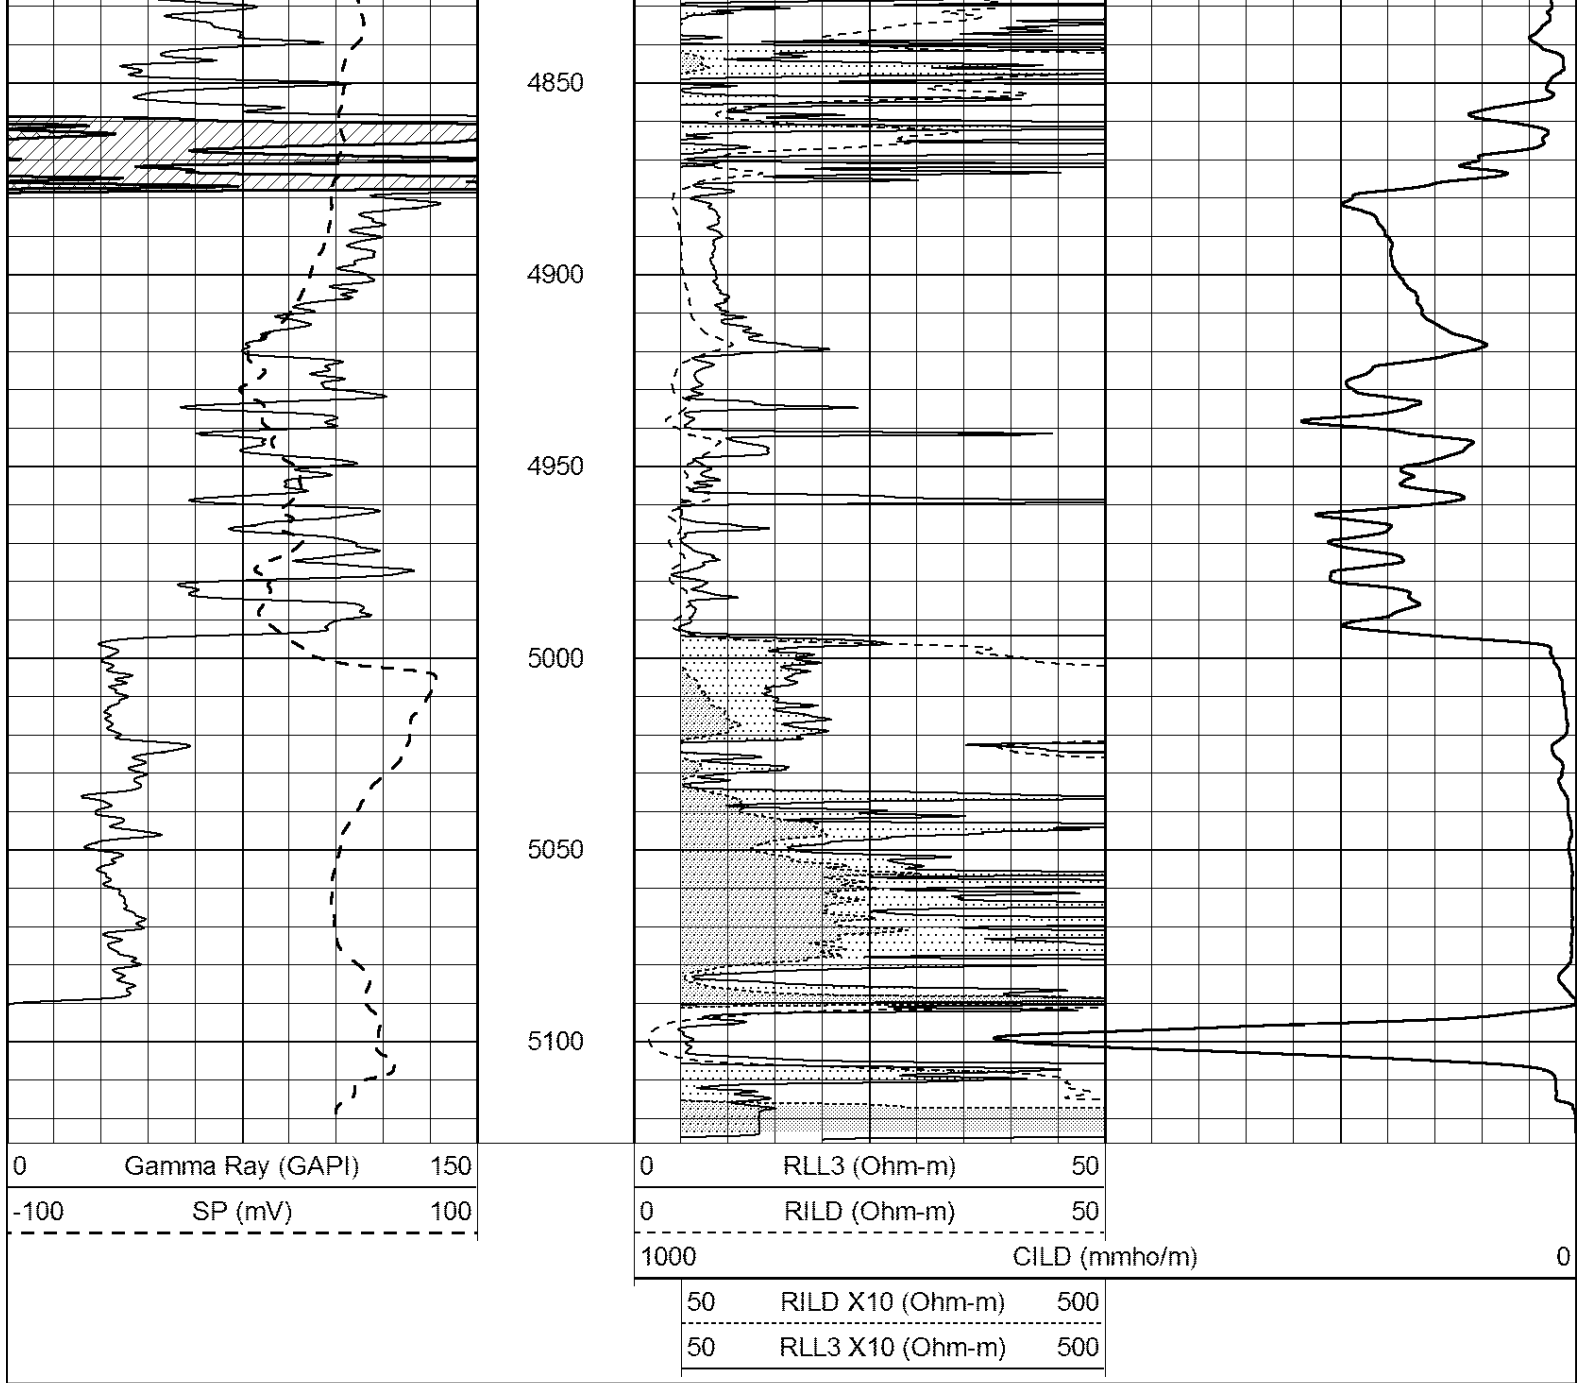 4850
4900
4950
5000
5050
5100
0 Gamma Ray (GAPI) 150
-100 SP (mV) 100
0 RLL3 (Ohm-m) 50
0 RILD (Ohm-m) 50
1000 CILD (mmho/m) 0
50 RILD X10 (Ohm-m) 500
50 RLL3 X10 (Ohm-m) 500